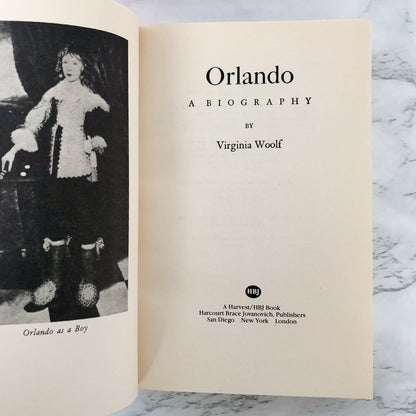 Orlando as a Boy
Orlando
A BIOGRAPHY
BY
Virginia Woolf
HBJ
A Harvest/HBJ Book
Harcourt Brace Jovanovich, Publishers
San Diego New York London